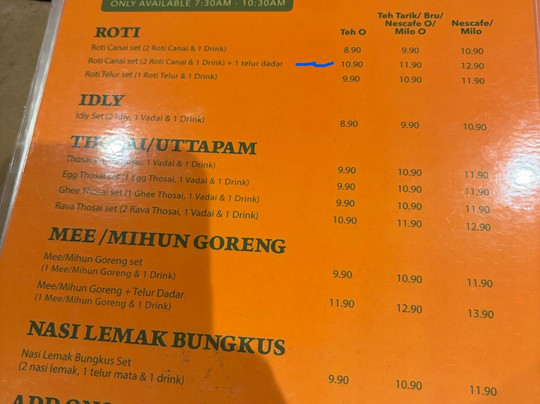 ONLY AVAILABLE 7:30AM - 10:30AM
Teh O
Teh Tarik/ Bru/
Nescafe O/
Milo O
Nescafe/
Milo
ROTI
Roti Canai set (2 Roti Canai & 1 Drink) 8.90 9.90 10.90
Roti Canai set (2 Roti Canai & 1 Drink) + 1 telur dadar 10.90 11.90 12.90
Roti Telur set (1 Roti Telur & 1 Drink) 9.90 10.90 11.90
IDLY
Idly Set (2 Idly, 1 Vadai & 1 Drink) 8.90 9.90 10.90
THOSAI/UTTAPAM
Thosai Thosai, 1 Vadai & 1 Drink) 9.90 10.90 11.90
Egg Thosai set (1 Egg Thosai, 1 Vadai & 1 Drink) 9.90 10.90 11.90
Ghee Thosai set (1 Ghee Thosai, 1 Vadai & 1 Drink) 9.90 10.90 11.90
Rava Thosai set (2 Rava Thosai, 1 Vadai & 1 Drink) 10.90 11.90 12.90
MEE /MIHUN GORENG
Mee/Mihun Goreng set
(1 Mee/Mihun Goreng & 1 Drink) 9.90 10.90 11.90
Mee/Mihun Goreng + Telur Dadar
(1 Mee/Mihun Goreng & 1 Drink) 11.90 12.90 13.90
NASI LEMAK BUNGKUS
Nasi Lemak Bungkus Set
(2 nasi lemak, 1 telur mata & 1 drink) 9.90 10.90 11.90